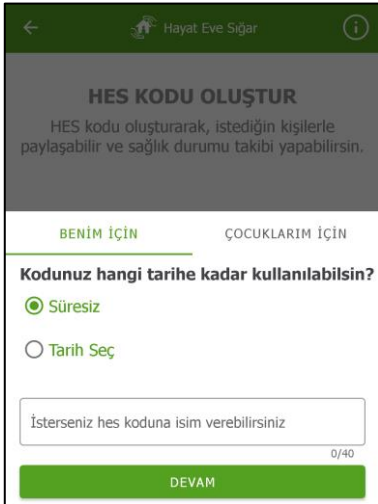 Hayat Eve Sığar
HES KODU OLUŞTUR
HES kodu oluşturarak, istediğin kişilerle
paylaşabilir ve sağlık durumu takibi yapabilirsin.
BENİM İÇİN
ÇOCUKLARIM İÇİN
Kodunuz hangi tarihe kadar kullanılabilsin?
Süresiz
Tarih Seç
İsterseniz hes koduna isim verebilirsiniz
0/40
DEVAM